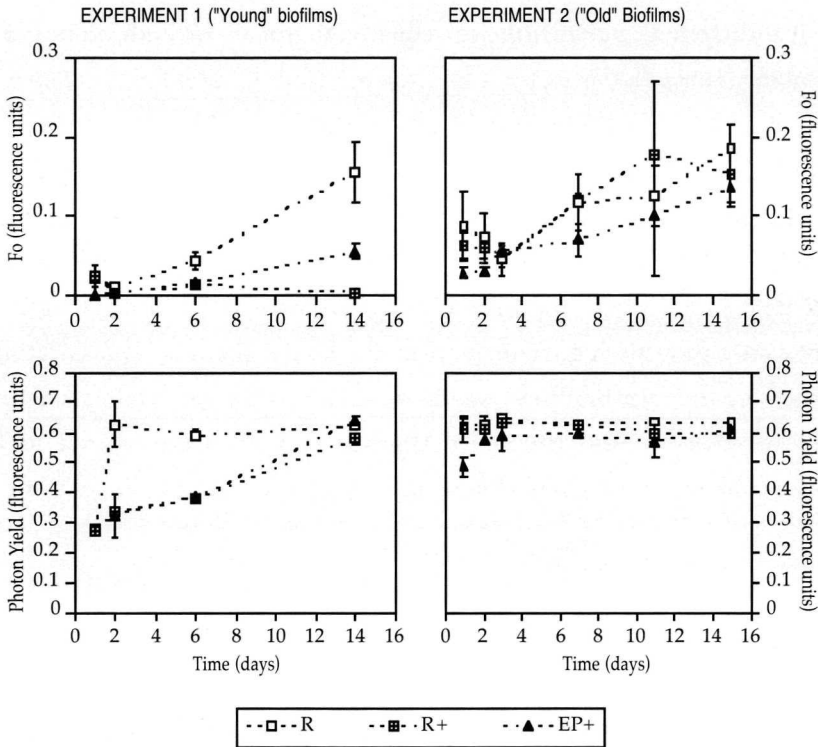 EXPERIMENT 1 ("Young" biofilms)
EXPERIMENT 2 ("Old" Biofilms)
0.3
0.2
0.1
0
Fo (fluorescence units)
0 2 4 6 8 10 12 14 16
0.3
0.2
0.1
0
Fo (fluorescence units)
0 2 4 6 8 10 12 14 16
0.8
0.7
0.6
0.5
0.4
0.3
0.2
0.1
0
Photon Yield (fluorescence units)
0 2 4 6 8 10 12 14 16
Time (days)
0.8
0.7
0.6
0.5
0.4
0.3
0.2
0.1
0
Photon Yield (fluorescence units)
0 2 4 6 8 10 12 14 16
Time (days)
R R+ EP+